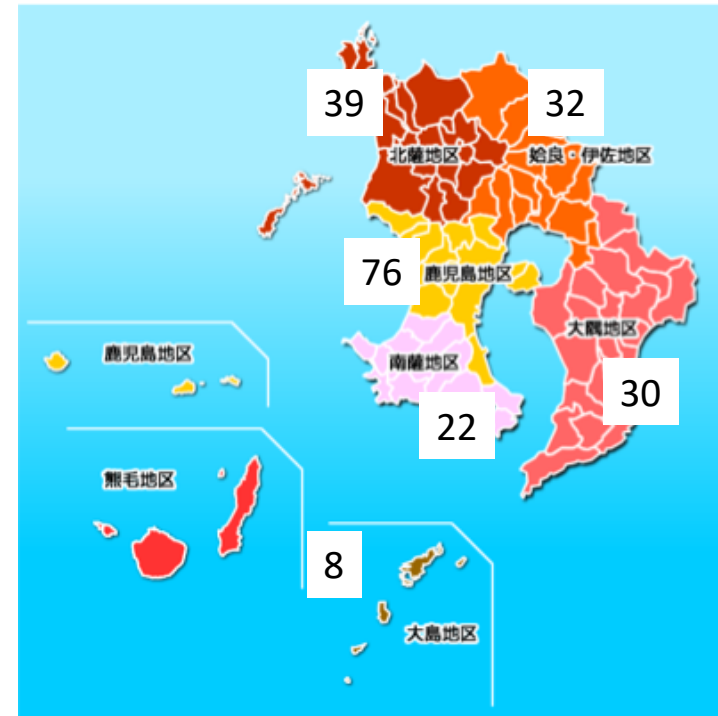 39
32
北薩地区
姶良・伊佐地区
76
鹿児島地区
大隅地区
鹿児島地区
南薩地区
30
22
熊毛地区
8
大島地区